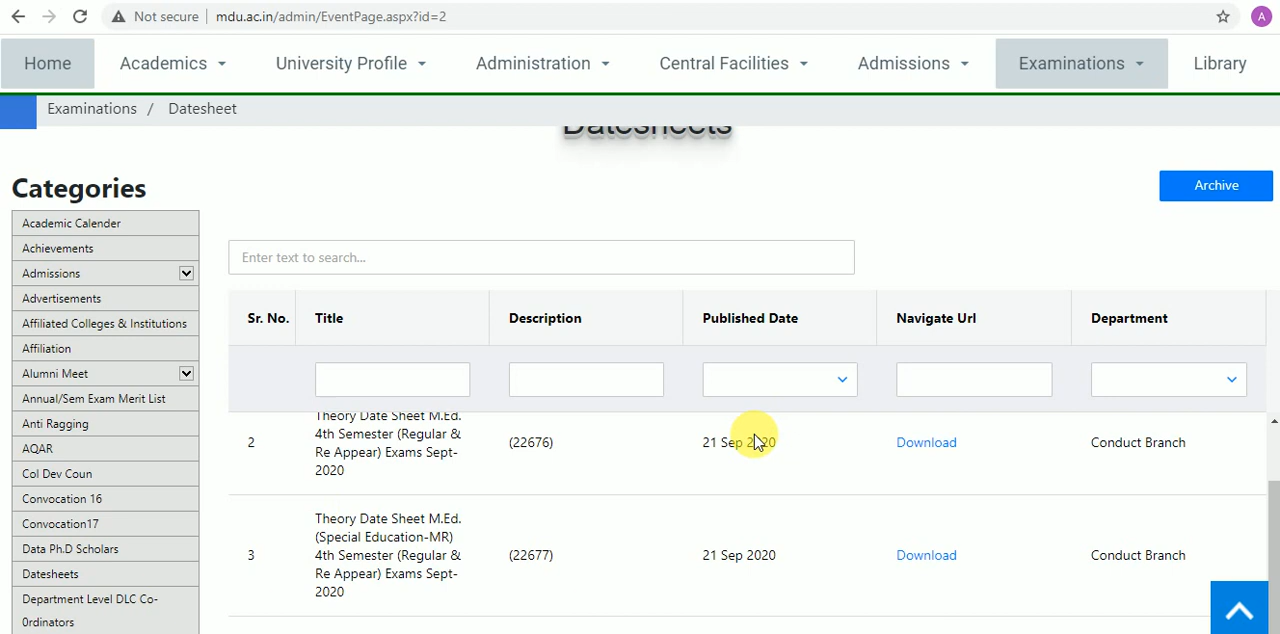 Not secure mdu.ac.in/admin/EventPage.aspx?id=2 A
Home Academics University Profile Administration Central Facilities Admissions Examinations Library
Examinations / Datesheet
Datesheets
Categories
Archive
Academic Calender
Achievements
Admissions
Advertisements
Affiliated Colleges & Institutions
Affiliation
Alumni Meet
Annual/Sem Exam Merit List
Anti Ragging
AQAR
Col Dev Coun
Convocation 16
Convocation17
Data Ph.D Scholars
Datesheets
Department Level DLC Co-
0rdinators
Enter text to search...
Sr. No. Title Description Published Date Navigate Url Department
Theory Date Sheet M.Ed.
4th Semester (Regular &
Re Appear) Exams Sept-
2020
2 (22676) 21 Sep 2020 Download Conduct Branch
Theory Date Sheet M.Ed.
(Special Education-MR)
4th Semester (Regular &
Re Appear) Exams Sept-
2020
3 (22677) 21 Sep 2020 Download Conduct Branch